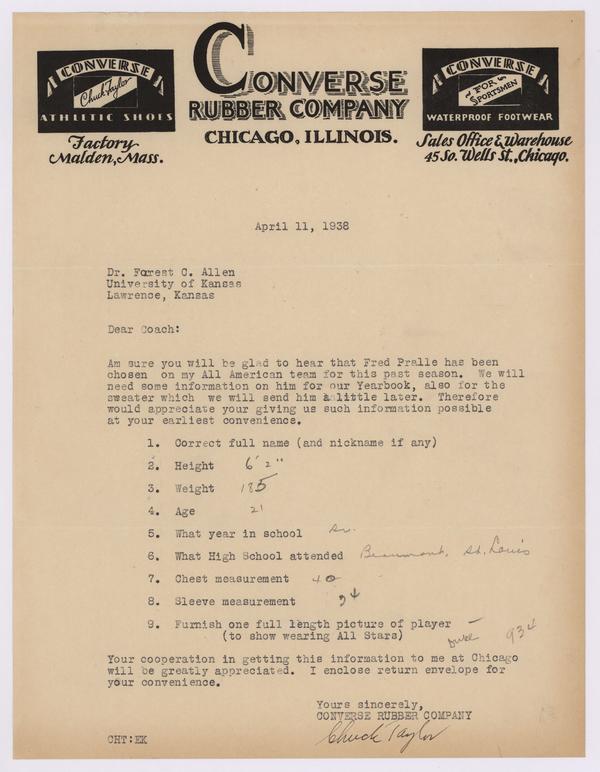 CONVERSE
Chuck Taylor
ATHLETIC SHOES
Factory
Malden, Mass.
CONVERSE
RUBBER COMPANY
CHICAGO, ILLINOIS.
CONVERSE
FOR
SPORTSMEN
WATERPROOF FOOTWEAR
Sales Office & Warehouse
45 So. Wells St., Chicago.
April 11, 1938
Dr. Forest C. Allen
University of Kansas
Lawrence, Kansas
Dear Coach:
Am sure you will be glad to hear that Fred Pralle has been
chosen on my All American team for this past season. We will
need some information on him for our Yearbook, also for the
sweater which we will send him a little later. Therefore
would appreciate your giving us such information possible
at your earliest convenience.
1. Correct full name (and nickname if any)
2. Height 6' 2"
3. Weight 185
4. Age 21
5. What year in school sr.
6. What High School attended Beaumont, St. Louis
7. Chest measurement 40
8. Sleeve measurement 34
9. Furnish one full length picture of player
(to show wearing All Stars) 934
Your cooperation in getting this information to me at Chicago
will be greatly appreciated. I enclose return envelope for
your convenience.
Yours sincerely,
CONVERSE RUBBER COMPANY
Chuck Taylor
CHT:EK